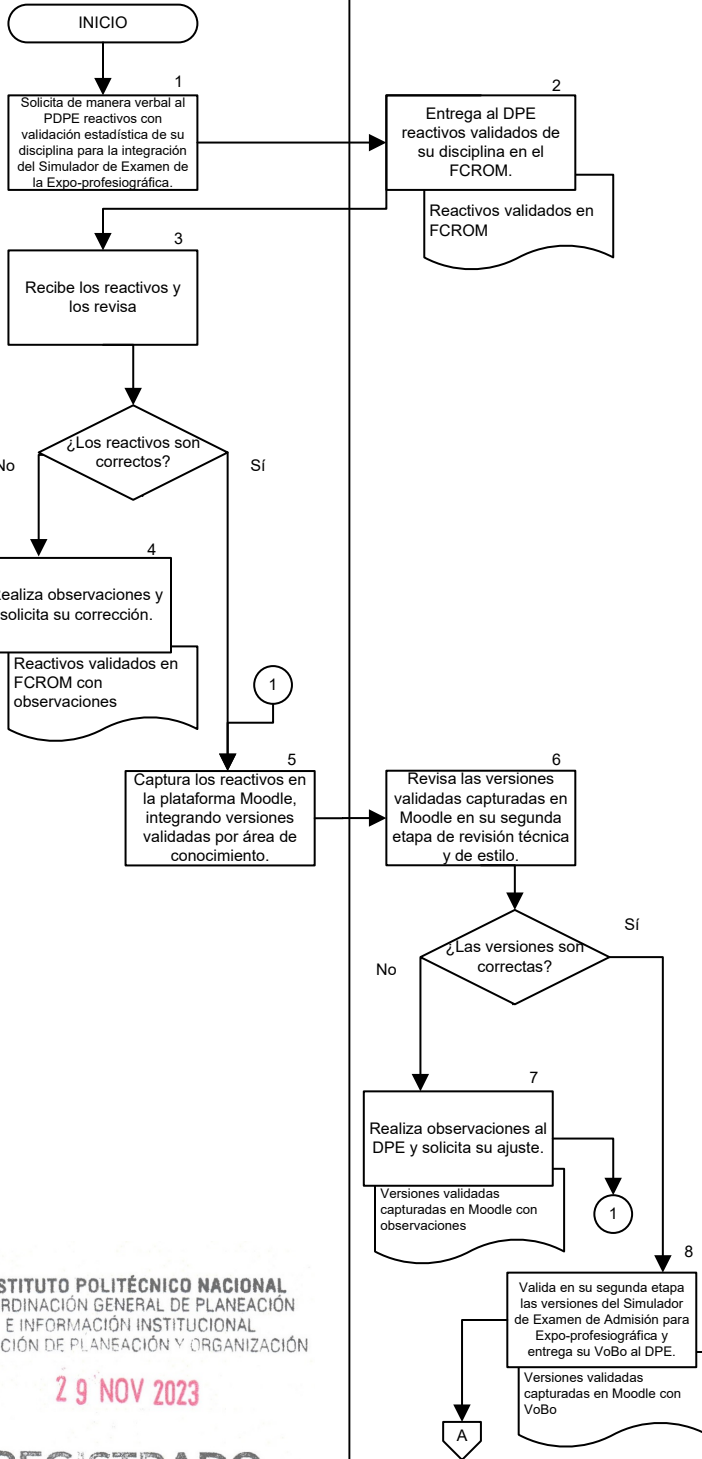 INICIO
1
Solicita de manera verbal al
PDPE reactivos con
validación estadística de su
disciplina para la integración
del Simulador de Examen de
la Expo-profesiográfica.
2
Entrega al DPE
reactivos validados de
su disciplina en el
FCROM.
Reactivos validados en
FCROM
3
Recibe los reactivos y
los revisa
¿Los reactivos son
correctos?
No
Sí
4
ealiza observaciones y
solicita su corrección.
Reactivos validados en
FCROM con
observaciones
1
5
Captura los reactivos en
la plataforma Moodle,
integrando versiones
validadas por área de
conocimiento.
6
Revisa las versiones
validadas capturadas en
Moodle en su segunda
etapa de revisión técnica
y de estilo.
¿Las versiones son
correctas?
No
Sí
7
Realiza observaciones al
DPE y solicita su ajuste.
Versiones validadas
capturadas en Moodle con
observaciones
1
8
Valida en su segunda etapa
las versiones del Simulador
de Examen de Admisión para
Expo-profesiográfica y
entrega su VoBo al DPE.
Versiones validadas
capturadas en Moodle con
VoBo
A
STITUTO POLITÉCNICO NACIONAL
RDINACIÓN GENERAL DE PLANEACIÓN
E INFORMACIÓN INSTITUCIONAL
CIÓN DE PLANEACIÓN Y ORGANIZACIÓN
29 NOV 2023
REGISTRADO